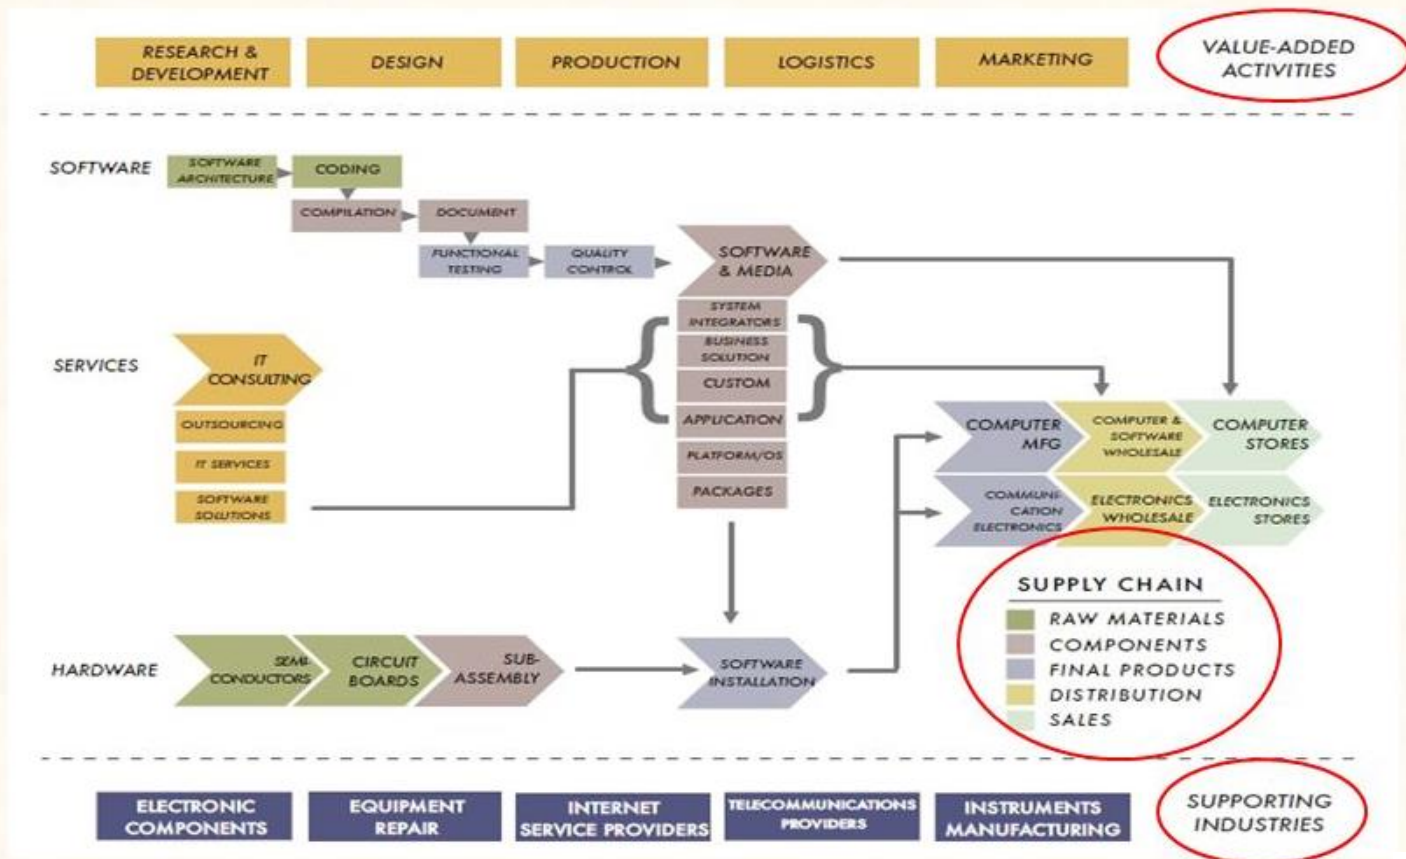 RESEARCH &
DEVELOPMENT
DESIGN
PRODUCTION
LOGISTICS
MARKETING
VALUE-ADDED
ACTIVITIES
SOFTWARE
SOFTWARE
ARCHITECTURE
CODING
COMPILATION
DOCUMENT
FUNCTIONAL
TESTING
QUALITY
CONTROL
SOFTWARE
& MEDIA
SYSTEM
INTEGRATORS
BUSINESS
SOLUTION
CUSTOM
APPLICATION
PLATFORM/OS
PACKAGES
SERVICES
IT
CONSULTING
OUTSOURCING
IT SERVICES
SOFTWARE
SOLUTIONS
COMPUTER
MFG
COMPUTER &
SOFTWARE
WHOLESALE
COMPUTER
STORES
COMMUNI-
CATION
ELECTRONICS
ELECTRONICS
WHOLESALE
ELECTRONICS
STORES
HARDWARE
SEMI-
CONDUCTORS
CIRCUIT
BOARDS
SUB-
ASSEMBLY
SOFTWARE
INSTALLATION
SUPPLY CHAIN
RAW MATERIALS
COMPONENTS
FINAL PRODUCTS
DISTRIBUTION
SALES
ELECTRONIC
COMPONENTS
EQUIPMENT
REPAIR
INTERNET
SERVICE PROVIDERS
TELECOMMUNICATIONS
PROVIDERS
INSTRUMENTS
MANUFACTURING
SUPPORTING
INDUSTRIES